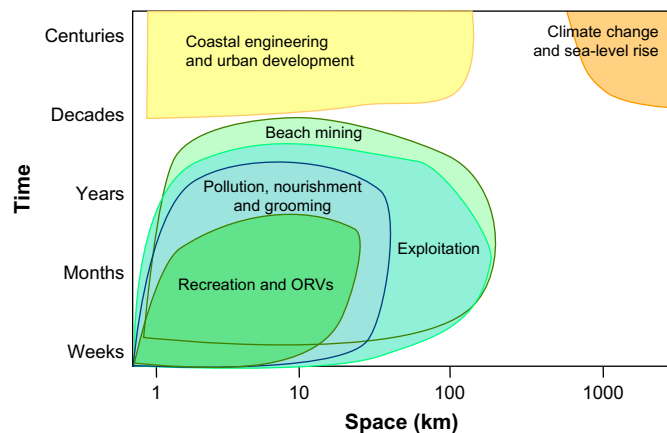 Centuries
Decades
Years
Months
Weeks
Time
Coastal engineering
and urban development
Climate change
and sea-level rise
Beach mining
Pollution, nourishment
and grooming
Exploitation
Recreation and ORVs
1
10
100
1000
Space (km)